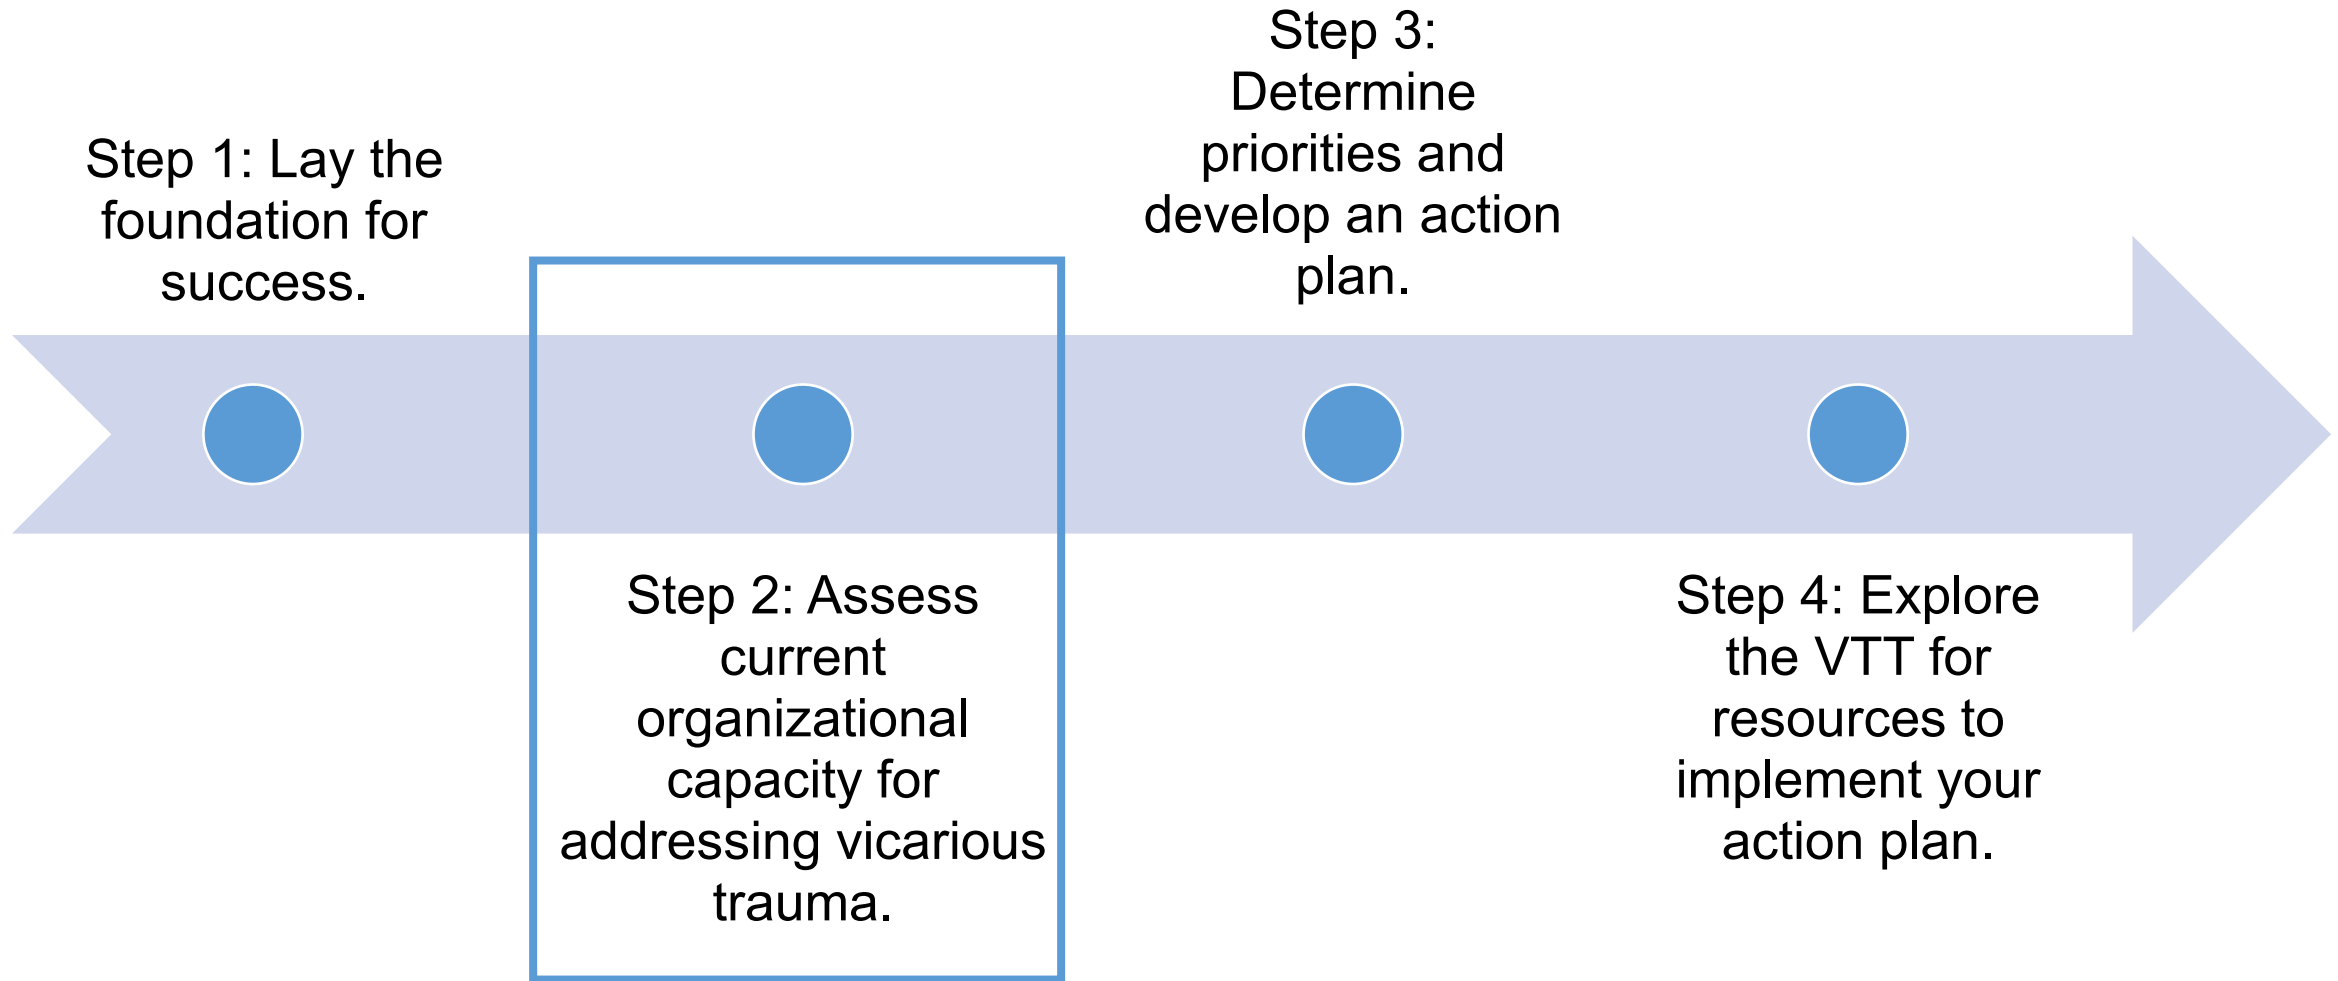 Step 1: Lay the
foundation for
success.
Step 2: Assess
current
organizational
capacity for
addressing vicarious
trauma.
Step 3:
Determine
priorities and
develop an action
plan.
Step 4: Explore
the VTT for
resources to
implement your
action plan.